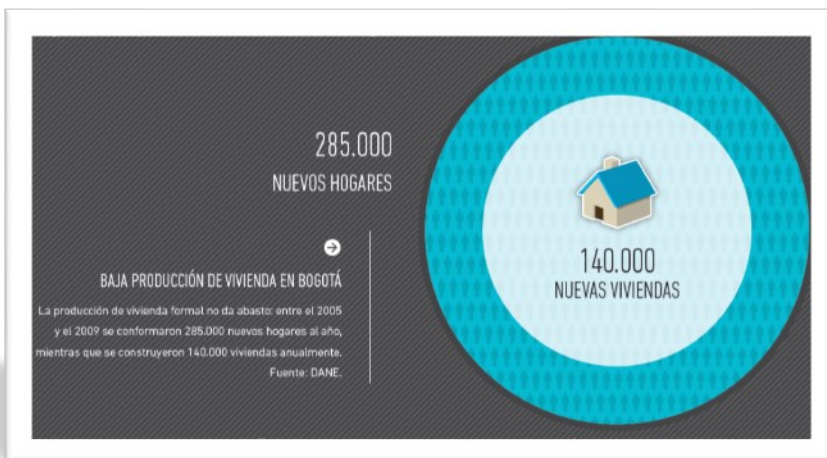 285.000
NUEVOS HOGARES
BAJA PRODUCCIÓN DE VIVIENDA EN BOGOTÁ
La producción de vivienda formal no da abasto: entre el 2005
y el 2009 se conformaron 285.000 nuevos hogares al año,
mientras que se construyeron 140.000 viviendas anualmente.
Fuente: DANE.
140.000
NUEVAS VIVIENDAS